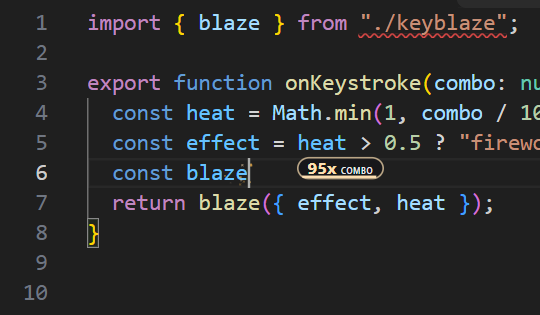 1 import { blaze } from "./keyblaze";
2
3 export function onKeystroke(combo: nu
4 const heat = Math.min(1, combo / 10
5 const effect = heat > 0.5 ? "firewo
6 const blaze 95x COMBO
7 return blaze({ effect, heat });
8 }
9
10